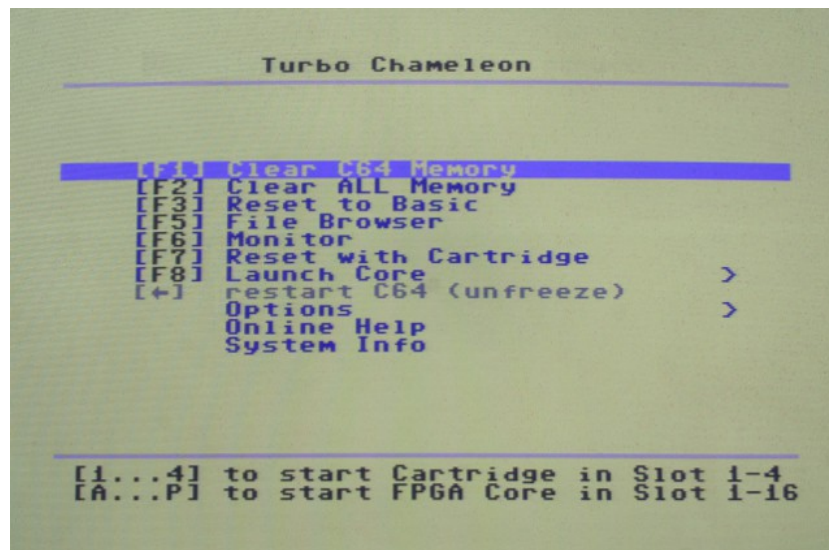 Turbo Chameleon
[F1] Clear C64 Memory
[F2] Clear ALL Memory
[F3] Reset to Basic
[F5] File Browser
[F6] Monitor
[F7] Reset with Cartridge
[F8] Launch Core >
[←] restart C64 (unfreeze)
Options >
Online Help
System Info
[1...4] to start Cartridge in Slot 1-4
[A...P] to start FPGA Core in Slot 1-16